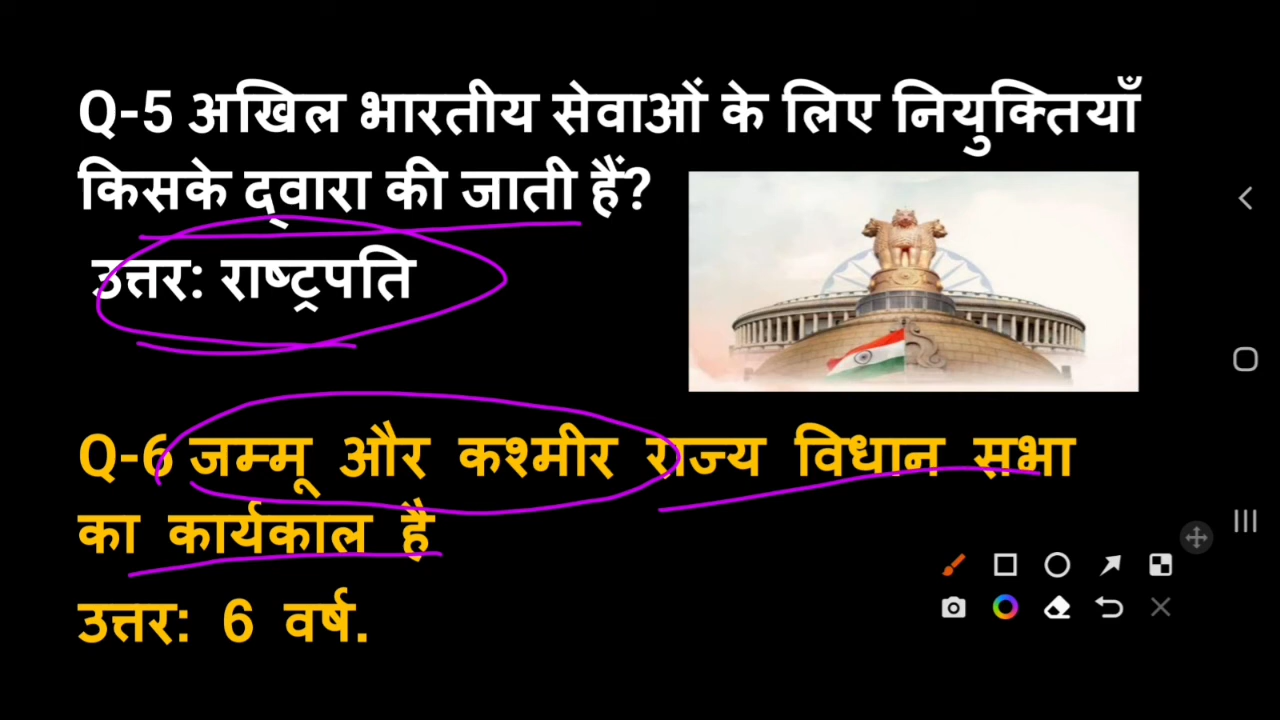 Q-5 अखिल भारतीय सेवाओं के लिए नियुक्तियाँ
किसके द्वारा की जाती हैं?
उत्तर: राष्ट्रपति
Q-6 जम्मू और कश्मीर राज्य विधान सभा
का कार्यकाल है
उत्तर: 6 वर्ष.